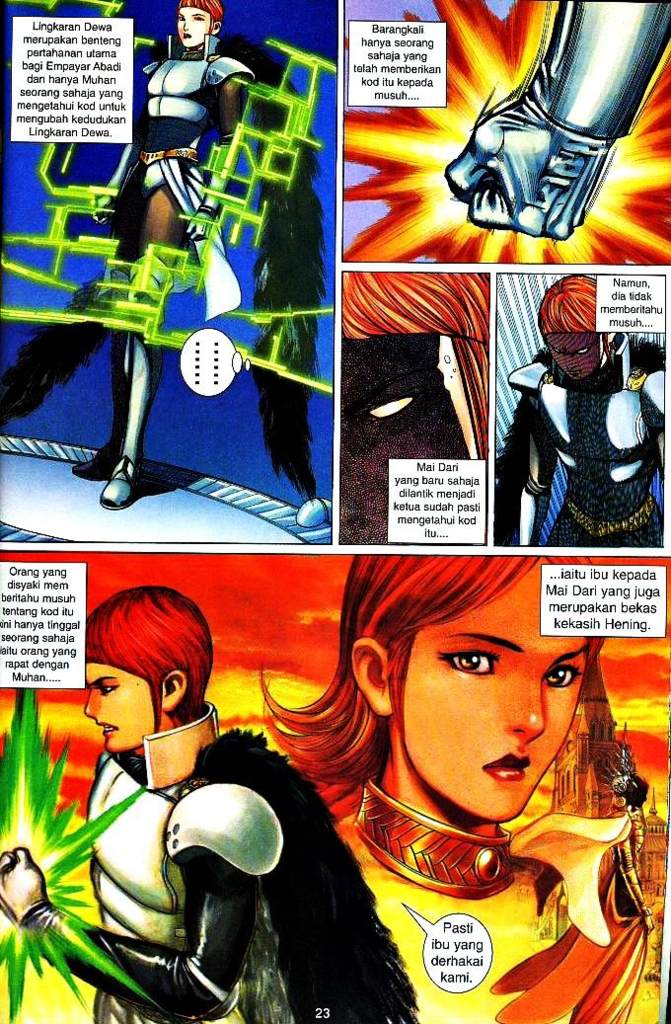 Lingkaran Dewa
merupakan benteng
pertahanan utama
bagi Empayar Abadi
dan hanya Muhan
seorang sahaja yang
mengetahui kod untuk
mengubah kedudukan
Lingkaran Dewa.
Barangkali
hanya seorang
sahaja yang
telah memberikan
kod itu kepada
musuh....
Mai Dari
yang baru sahaja
dilantik menjadi
ketua sudah pasti
mengetahui kod
itu....
Namun,
dia tidak
memberitahu
musuh....
Orang yang
disyaki mem
beritahu musuh
tentang kod itu
kini hanya tinggal
seorang sahaja
iaitu orang yang
rapat dengan
Muhan.....
...iaitu ibu kepada
Mai Dari yang juga
merupakan bekas
kekasih Hening.
Pasti
ibu yang
derhakai
kami.
23